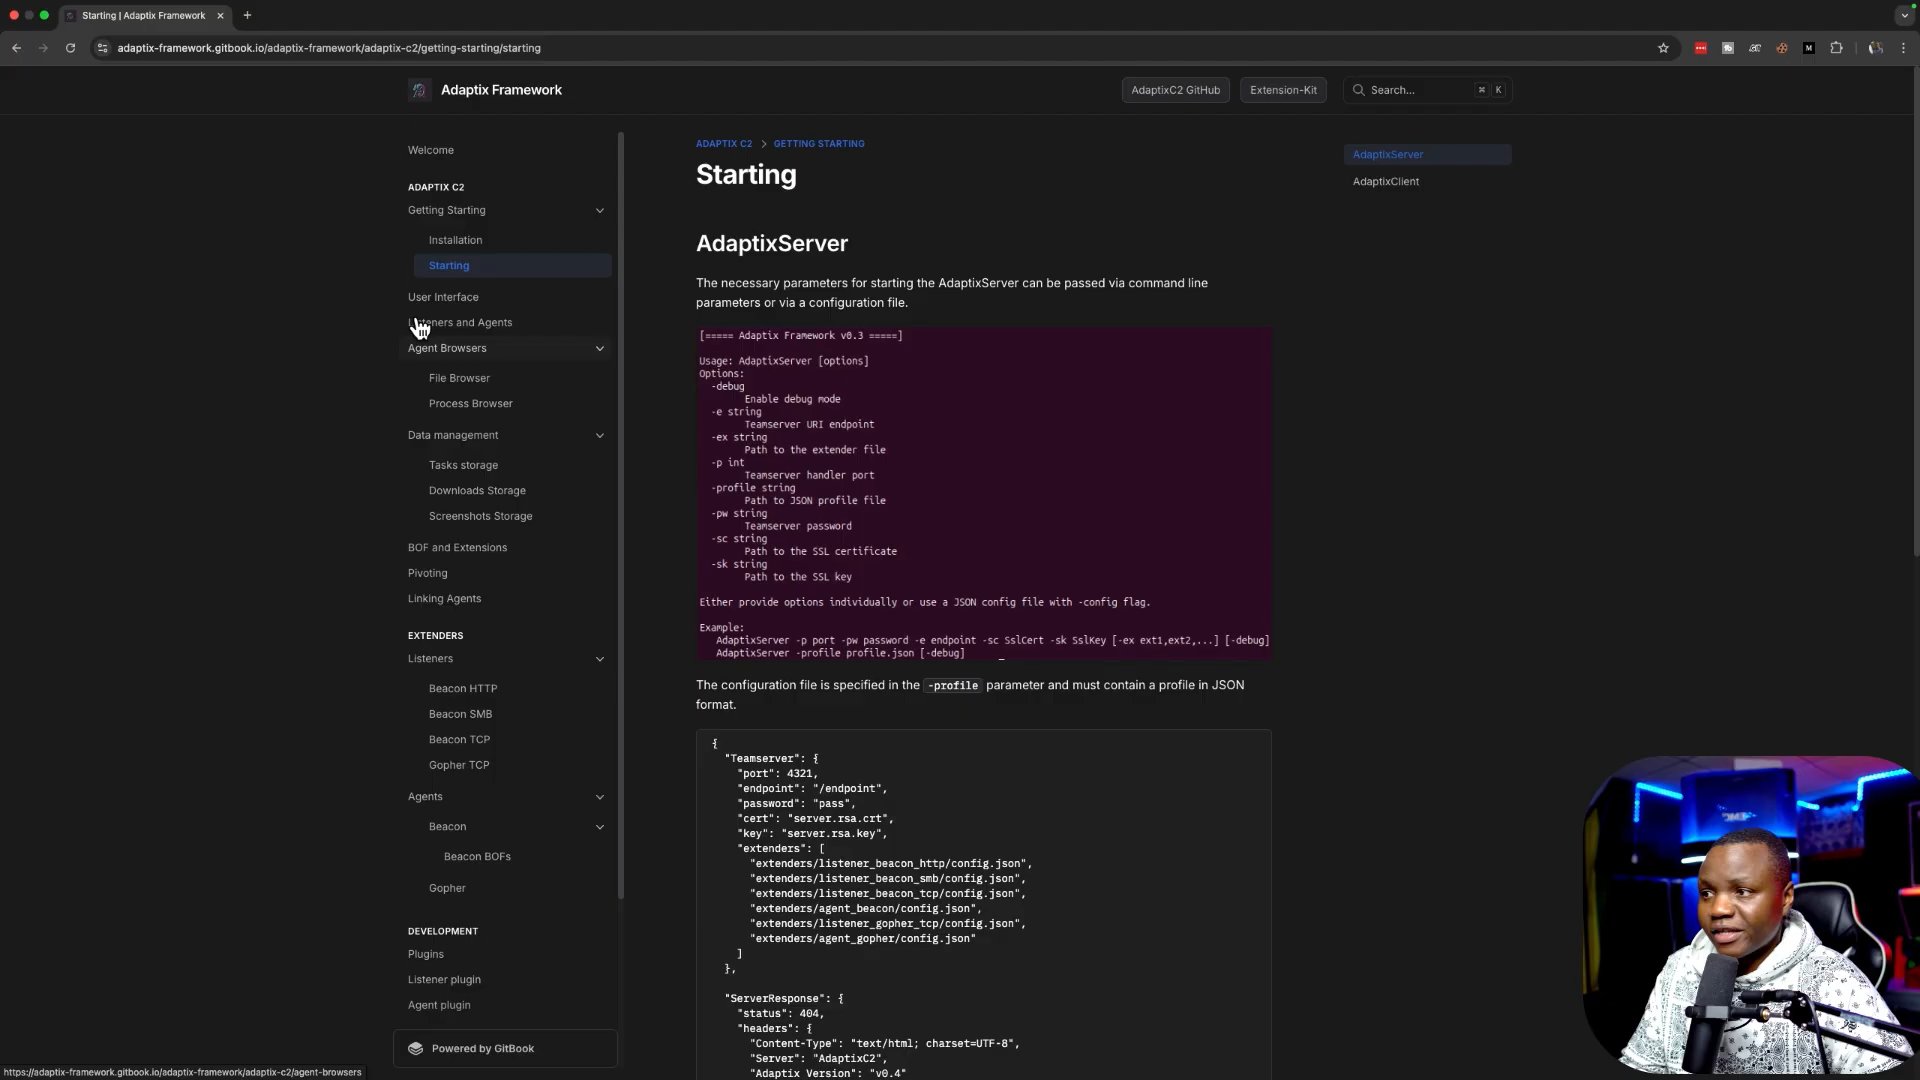 Starting | Adaptix Framework
adaptix-framework.gitbook.io/adaptix-framework/adaptix-c2/getting-starting/starting
Adaptix Framework
AdaptixC2 GitHub
Extension-Kit
Search...
⌘ K
Welcome
ADAPTIX C2
Getting Starting
Installation
Starting
User Interface
Listeners and Agents
Agent Browsers
File Browser
Process Browser
Data management
Tasks storage
Downloads Storage
Screenshots Storage
BOF and Extensions
Pivoting
Linking Agents
EXTENDERS
Listeners
Beacon HTTP
Beacon SMB
Beacon TCP
Gopher TCP
Agents
Beacon
Beacon BOFs
Gopher
DEVELOPMENT
Plugins
Listener plugin
Agent plugin
Powered by GitBook
https://adaptix-framework.gitbook.io/adaptix-framework/adaptix-c2/agent-browsers
ADAPTIX C2 > GETTING STARTING
Starting
AdaptixServer
The necessary parameters for starting the AdaptixServer can be passed via command line
parameters or via a configuration file.
[===== Adaptix Framework v0.3 =====]
Usage: AdaptixServer [options]
Options:
-debug
Enable debug mode
-e string
Teamserver URI endpoint
-ex string
Path to the extender file
-p int
Teamserver handler port
-profile string
Path to JSON profile file
-pw string
Teamserver password
-sc string
Path to the SSL certificate
-sk string
Path to the SSL key
Either provide options individually or use a JSON config file with -config flag.
Example:
AdaptixServer -p port -pw password -e endpoint -sc SslCert -sk SslKey [-ex ext1,ext2,...] [-debug]
AdaptixServer -profile profile.json [-debug]
The configuration file is specified in the -profile parameter and must contain a profile in JSON
format.
{
"Teamserver": {
"port": 4321,
"endpoint": "/endpoint",
"password": "pass",
"cert": "server.rsa.crt",
"key": "server.rsa.key",
"extenders": [
"extenders/listener_beacon_http/config.json",
"extenders/listener_beacon_smb/config.json",
"extenders/listener_beacon_tcp/config.json",
"extenders/agent_beacon/config.json",
"extenders/listener_gopher_tcp/config.json",
"extenders/agent_gopher/config.json"
]
},
"ServerResponse": {
"status": 404,
"headers": {
"Content-Type": "text/html; charset=UTF-8",
"Server": "AdaptixC2",
"Adaptix Version": "v0.4"
AdaptixServer
AdaptixClient